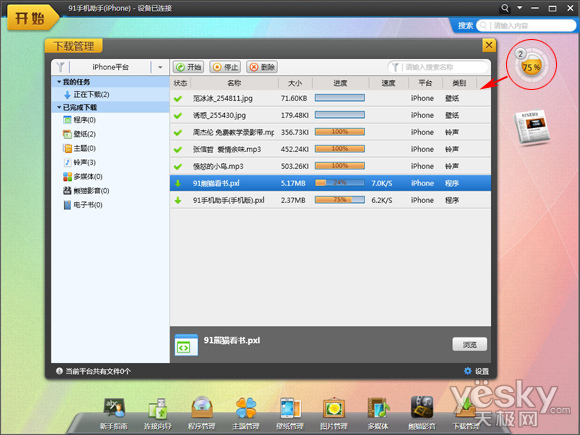 开始
91手机助手(iPhone) - 设备已连接
搜索 请输入内容
下载管理
2
75 %
iPhone平台
开始 停止 删除 请输入搜索名称
我的任务
正在下载(2)
已完成下载
程序(0)
壁纸(2)
主题(0)
铃声(3)
多媒体(0)
熊猫影音(0)
电子书(0)
状态 名称 大小 进度 速度 平台 类别
范冰冰_254811.jpg 71.60KB iPhone 壁纸
诱惑_255430.jpg 179.48KI iPhone 壁纸
周杰伦 免费教学录影带.mp 356.73KI 100% iPhone 铃声
张信哲 爱情余味.mp3 452.24KI 100% iPhone 铃声
愤怒的小鸟.mp3 503.26KI 100% iPhone 铃声
91熊猫看书.pxl 5.17MB 24% 7.0K/S iPhone 程序
91手机助手(手机版).pxl 2.37MB 75% 6.2K/S iPhone 程序
91熊猫看书.pxl
浏览
当前平台共有文件0个
设置
新手指南 连接向导 程序管理 主题管理 壁纸管理 图片管理 多媒体 熊猫影音 下载管理
yesky
.com
天极网